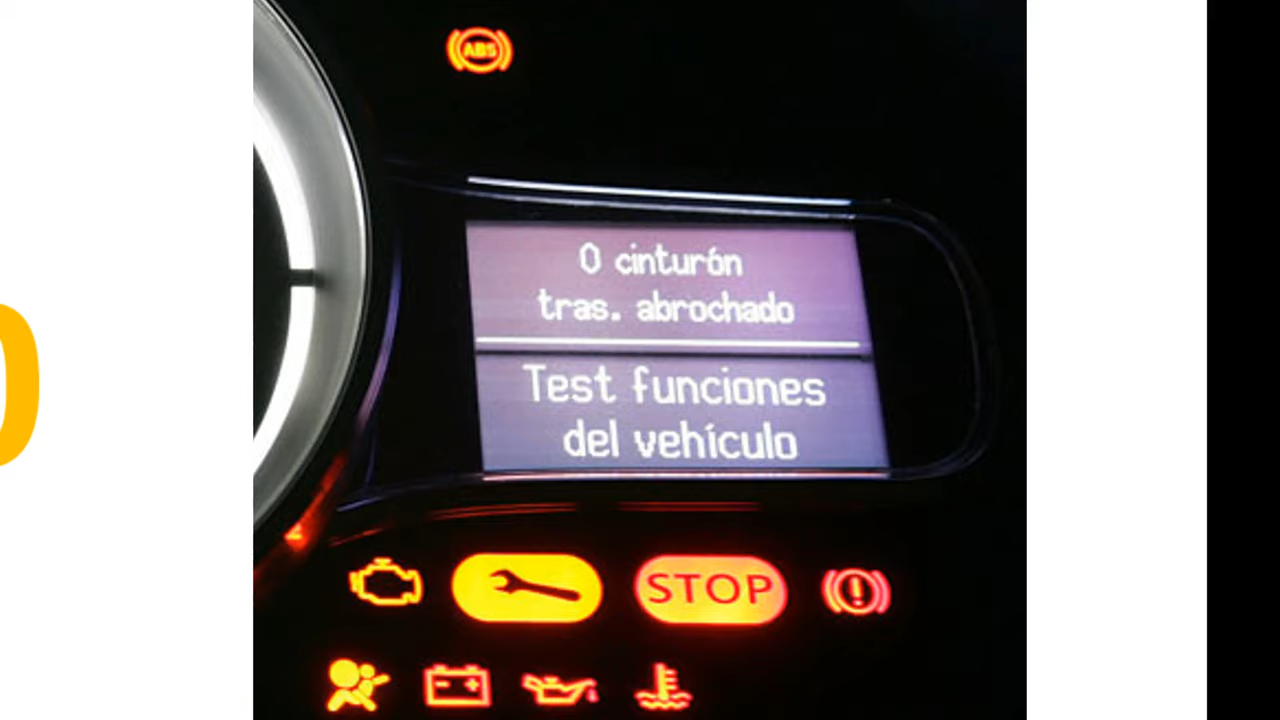 ABS
0 cinturón
tras. abrochado
Test funciones
del vehículo
STOP